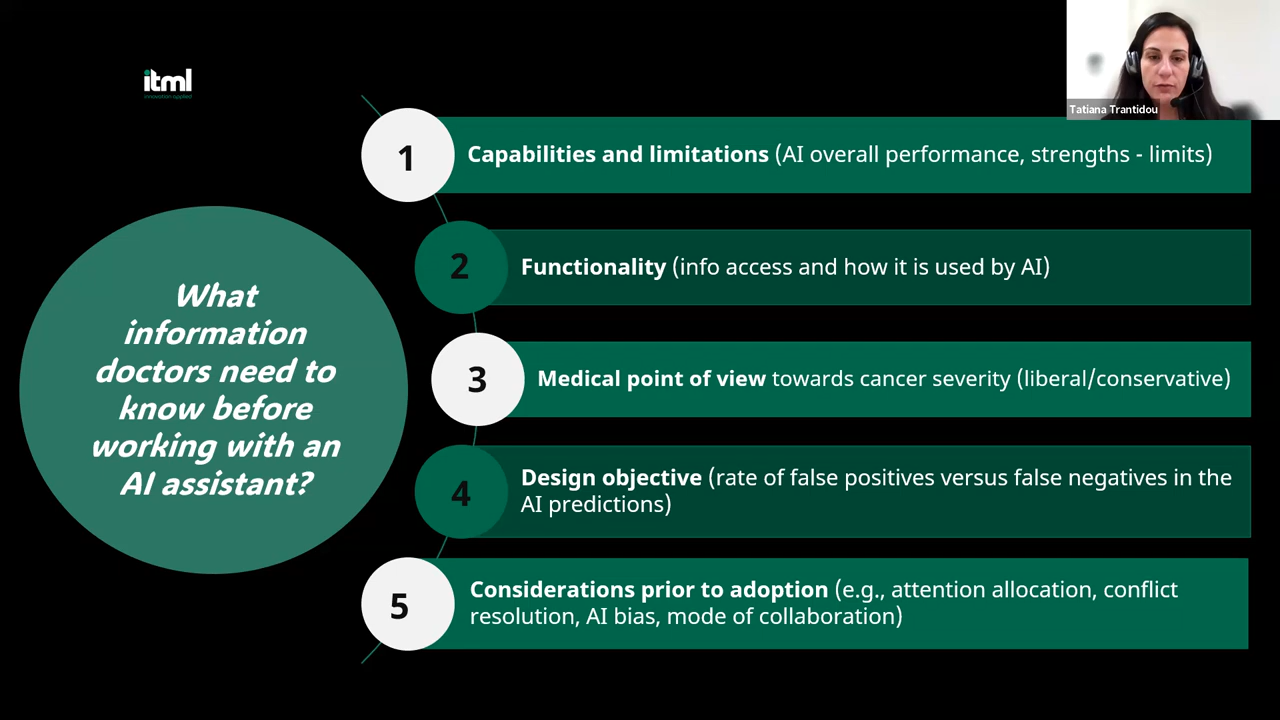 itml
innovation applied
Tatiana Trantidou
What
information
doctors need to
know before
working with an
AI assistant?
1
Capabilities and limitations (AI overall performance, strengths - limits)
2
Functionality (info access and how it is used by AI)
3
Medical point of view towards cancer severity (liberal/conservative)
4
Design objective (rate of false positives versus false negatives in the
AI predictions)
5
Considerations prior to adoption (e.g., attention allocation, conflict
resolution, AI bias, mode of collaboration)